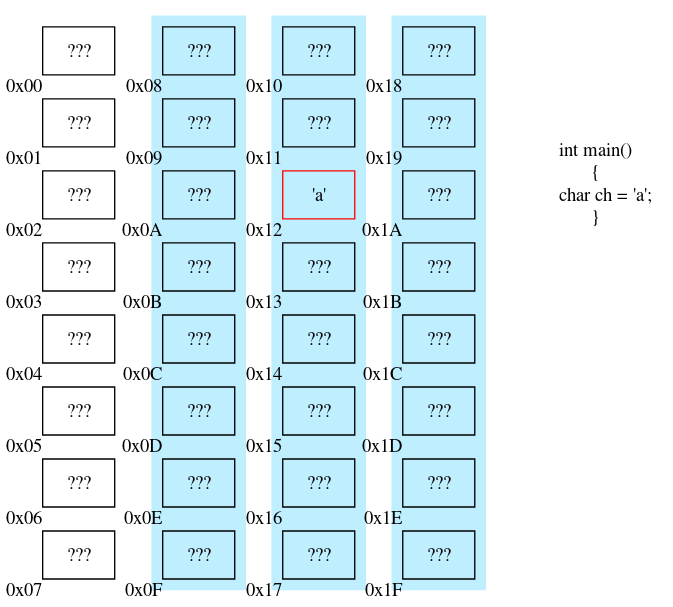 ??? ??? ??? ???
0x00 0x08 0x10 0x18
??? ??? ??? ???
0x01 0x09 0x11 0x19
??? ??? 'a' ???
0x02 0x0A 0x12 0x1A
??? ??? ??? ???
0x03 0x0B 0x13 0x1B
??? ??? ??? ???
0x04 0x0C 0x14 0x1C
??? ??? ??? ???
0x05 0x0D 0x15 0x1D
??? ??? ??? ???
0x06 0x0E 0x16 0x1E
??? ??? ??? ???
0x07 0x0F 0x17 0x1F
int main()
{
char ch = 'a';
}